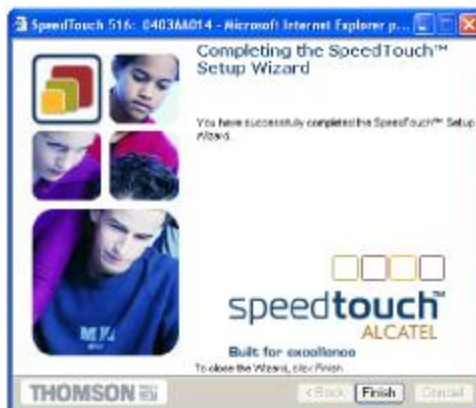 SpeedTouch 516: 0403AA014 - Microsoft Internet Explorer p...
Completing the SpeedTouch™
Setup Wizard
You have successfully completed the SpeedTouch™ Setup
Wizard.
speedtouch™
ALCATEL
Built for excellence
To close the Wizard, click Finish
THOMSON
< Back
Finish
Cancel